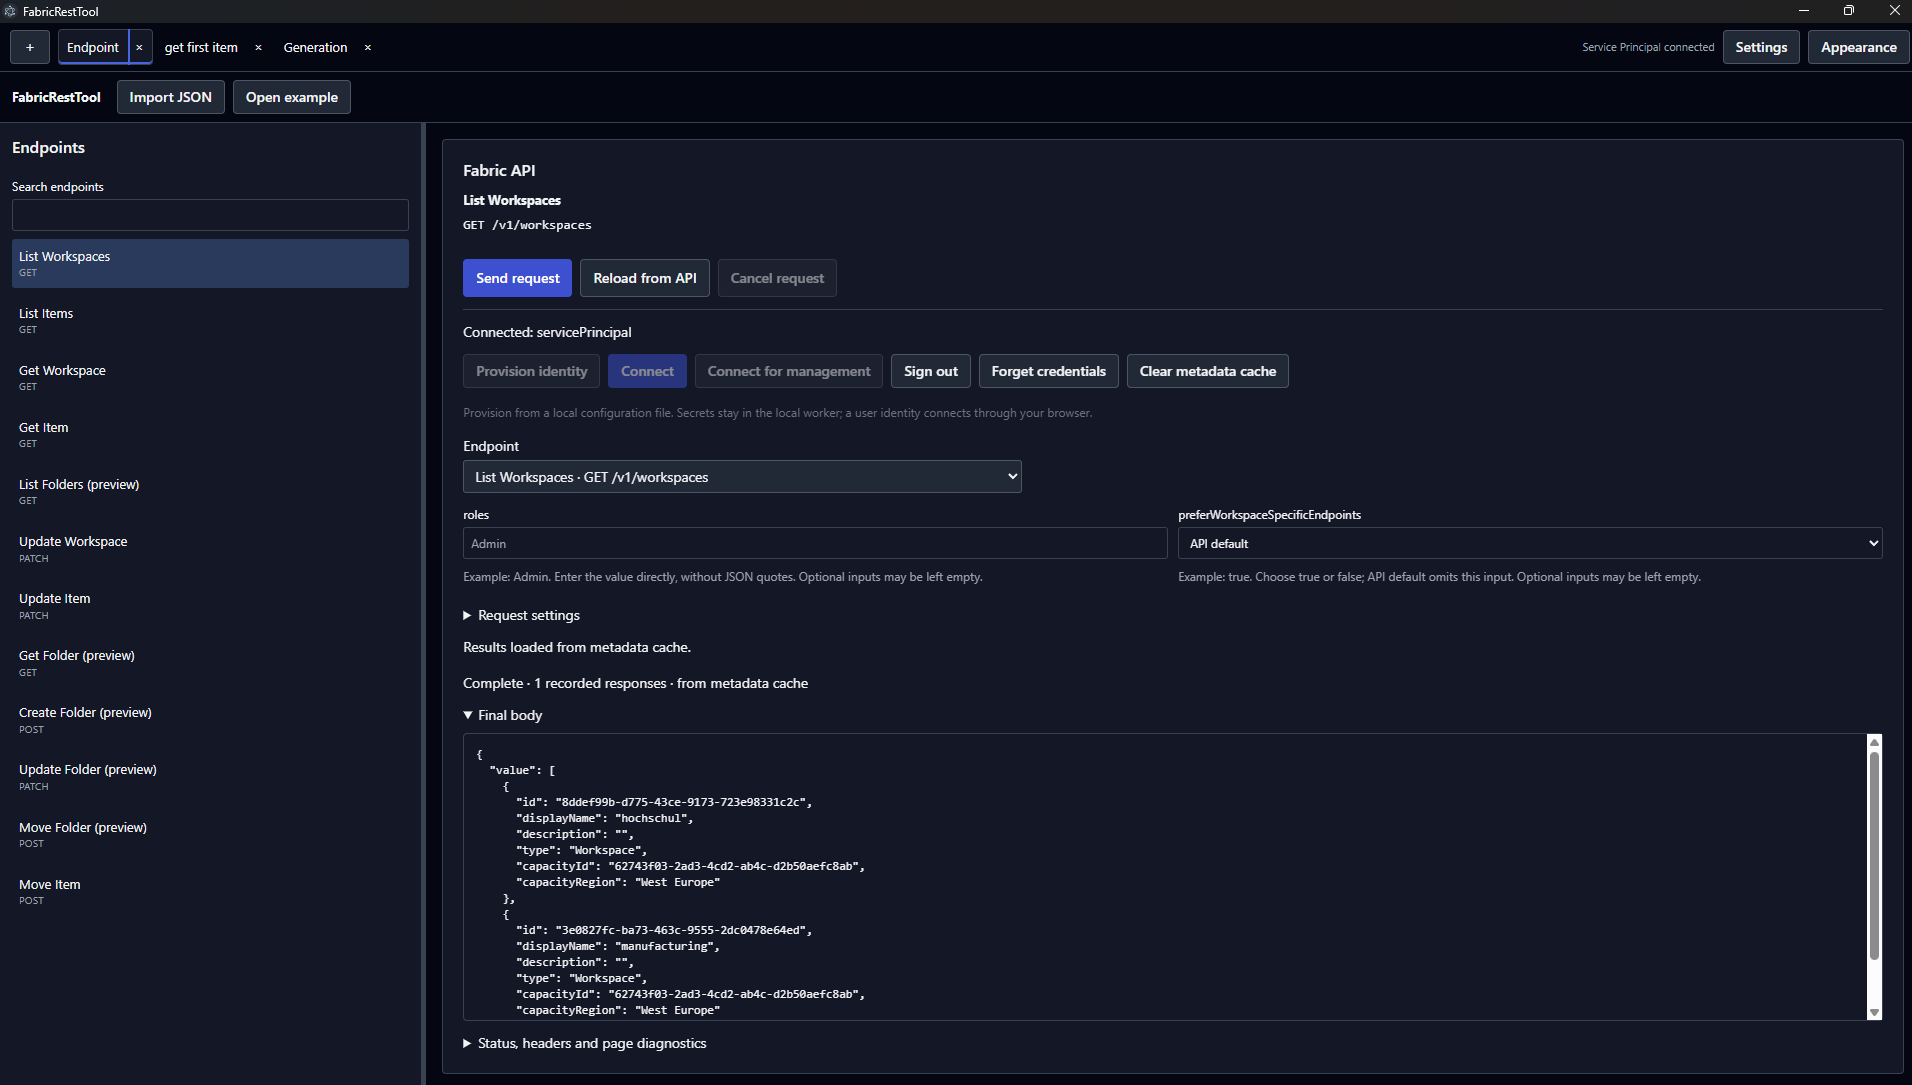 FabricRestTool
+ Endpoint × get first item × Generation × Service Principal connected Settings Appearance
FabricRestTool Import JSON Open example
Endpoints
Search endpoints
List Workspaces
GET
List Items
GET
Get Workspace
GET
Get Item
GET
List Folders (preview)
GET
Update Workspace
PATCH
Update Item
PATCH
Get Folder (preview)
GET
Create Folder (preview)
POST
Update Folder (preview)
PATCH
Move Folder (preview)
POST
Move Item
POST
Fabric API
List Workspaces
GET /v1/workspaces
Send request Reload from API Cancel request
Connected: servicePrincipal
Provision identity Connect Connect for management Sign out Forget credentials Clear metadata cache
Provision from a local configuration file. Secrets stay in the local worker; a user identity connects through your browser.
Endpoint
List Workspaces · GET /v1/workspaces
roles preferWorkspaceSpecificEndpoints
Admin API default
Example: Admin. Enter the value directly, without JSON quotes. Optional inputs may be left empty. Example: true. Choose true or false; API default omits this input. Optional inputs may be left empty.
Request settings
Results loaded from metadata cache.
Complete · 1 recorded responses · from metadata cache
Final body
{
"value": [
{
"id": "8ddef99b-d775-43ce-9173-723e98331c2c",
"displayName": "hochschul",
"description": "",
"type": "Workspace",
"capacityId": "62743f03-2ad3-4cd2-ab4c-d2b50aefc8ab",
"capacityRegion": "West Europe"
},
{
"id": "3e0827fc-ba73-463c-9555-2dc0478e64ed",
"displayName": "manufacturing",
"description": "",
"type": "Workspace",
"capacityId": "62743f03-2ad3-4cd2-ab4c-d2b50aefc8ab",
"capacityRegion": "West Europe"
Status, headers and page diagnostics